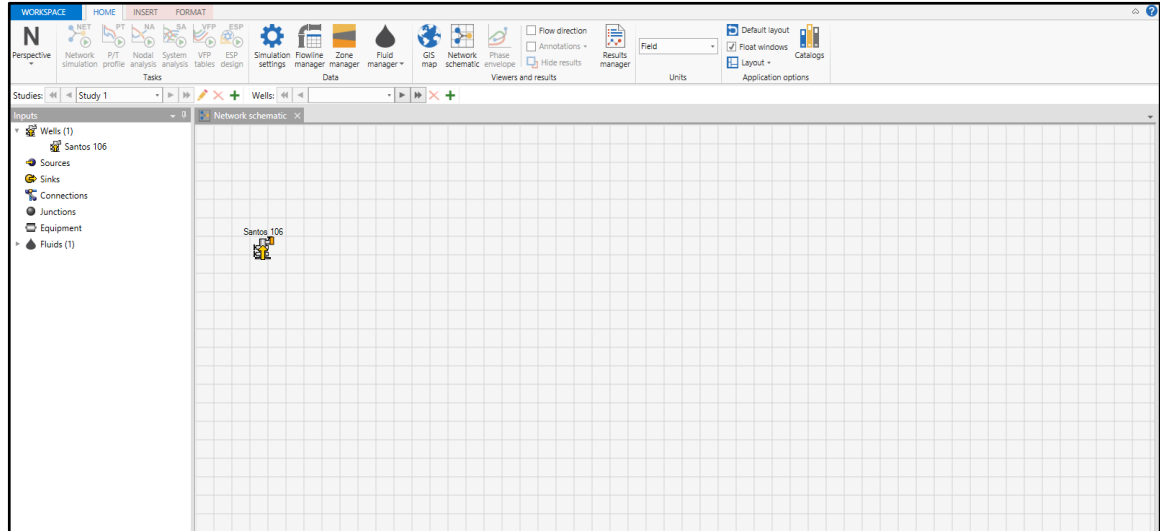 WORKSPACE HOME INSERT FORMAT
N NET PT NA SA VFP ESP
Perspective Network simulation P/T profile Nodal analysis System analysis VFP tables ESP design
Tasks
Simulation settings Flowline manager Zone manager Fluid manager
Data
GIS map Network schematic Phase envelope
Flow direction
Annotations
Hide results
Results manager
Viewers and results
Field
Units
Default layout
Float windows
Layout
Catalogs
Application options
Studies: Study 1 Wells:
Inputs
Network schematic
Wells (1)
Santos 106
Sources
Sinks
Connections
Junctions
Equipment
Fluids (1)
Santos 106